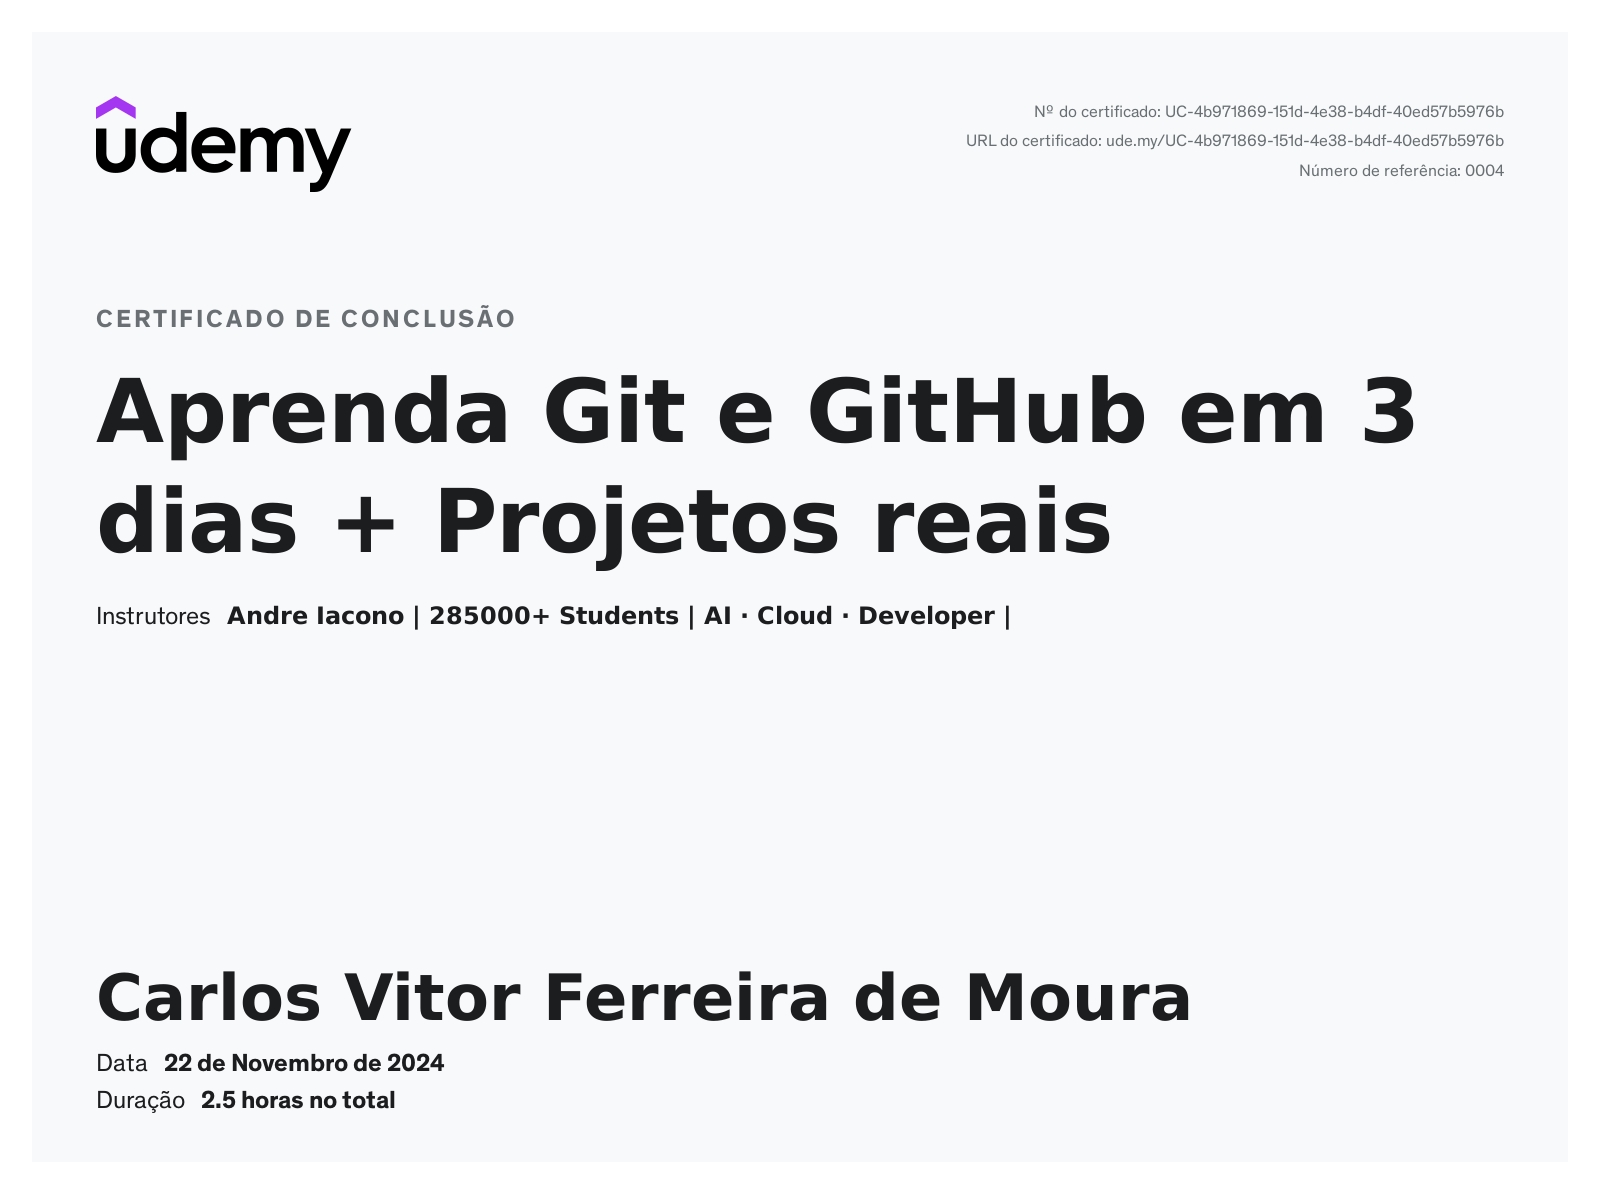 udemy
Nº do certificado: UC-4b971869-151d-4e38-b4df-40ed57b5976b
URL do certificado: ude.my/UC-4b971869-151d-4e38-b4df-40ed57b5976b
Número de referência: 0004
CERTIFICADO DE CONCLUSÃO
Aprenda Git e GitHub em 3
dias + Projetos reais
Instrutores Andre Iacono | 285000+ Students | AI · Cloud · Developer |
Carlos Vitor Ferreira de Moura
Data 22 de Novembro de 2024
Duração 2.5 horas no total